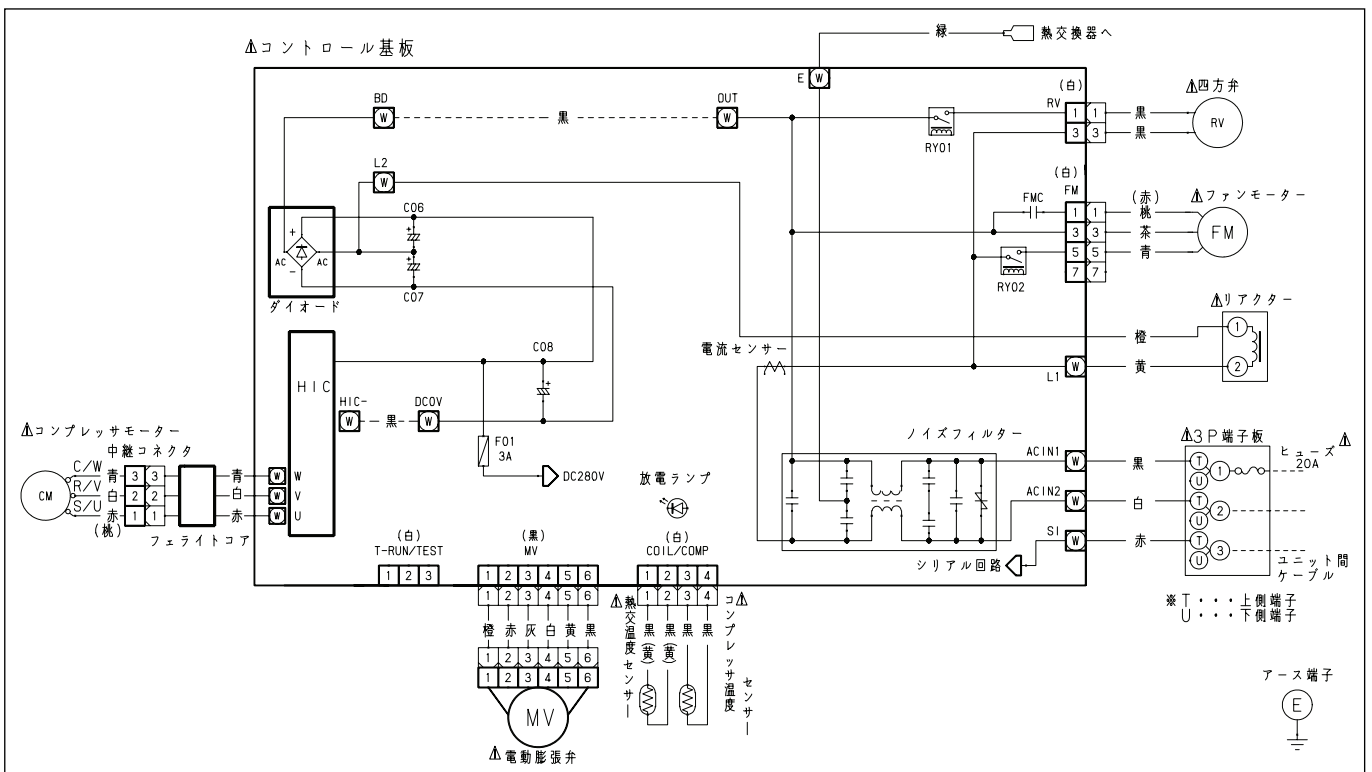 緑
熱交換器へ
⚠コントロール基板
E W
BD
W
黒
OUT
W
(白)
RV
1 1 黒
3 3 黒
⚠四方弁
RV
RY01
L2
W
(白)
FM
FMC
1 1 (赤) 桃
3 3 茶
5 5 青
7 7
⚠ファンモーター
FM
RY02
C06
+
+
C07
+
AC AC
-
ダイオード
⚠リアクター
橙 1
黄 2
電流センサー
L1 W
HIC
C08
+
HIC-
W
黒
DC0V
W
F01
3A
DC280V
⚠コンプレッサモーター
中継コネクタ
CM
C/W 青 3 3 青 W W
R/V 白 2 2 白 W V
S/U 赤 1 1 赤 W U
(桃)
フェライトコア
放電ランプ
ノイズフィルター
ACIN1 W 黒
ACIN2 W 白
SI W 赤
シリアル回路
⚠3P端子板
T U 1
T U 2
T U 3
ヒューズ⚠
20A
ユニット間
ケーブル
※T・・・上側端子
U・・・下側端子
(白)
T-RUN/TEST
1 2 3
(黒)
MV
1 2 3 4 5 6
1 2 3 4 5 6
橙 赤 灰 白 黄 黒
1 2 3 4 5 6
1 2 3 4 5 6
MV
⚠電動膨張弁
(白)
COIL/COMP
1 2 3 4
1 2 3 4
⚠熱交温度センサー
黒(黄) 黒(黄) 黒 黒
⚠コンプレッサ温度
センサー
アース端子
E